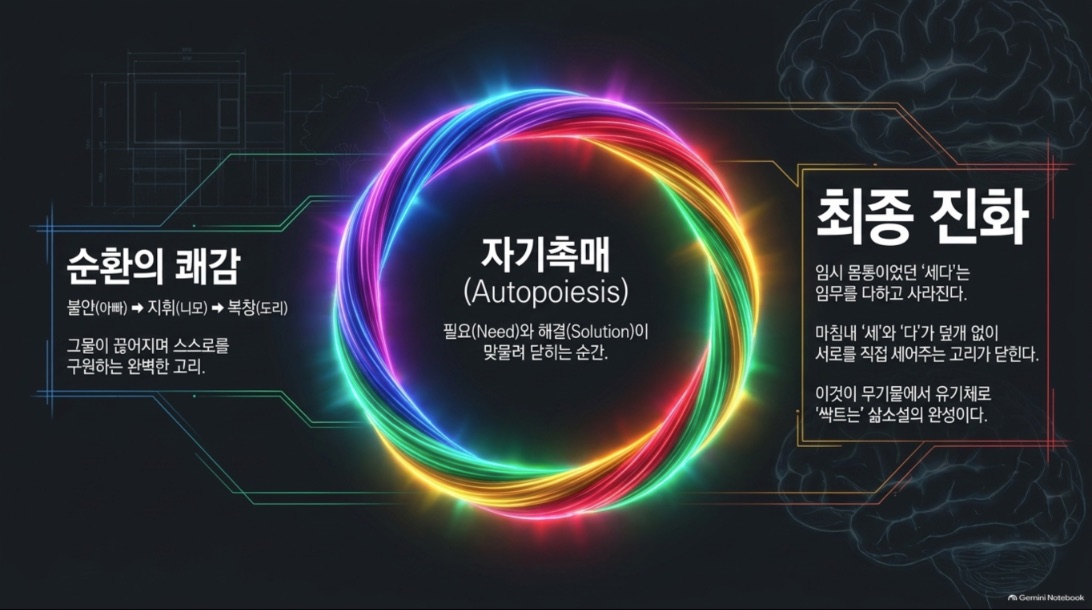 순환의 쾌감
불안(아빠) ➡ 지휘(니모) ➡ 복창(도리)
그물이 끊어지며 스스로를
구원하는 완벽한 고리.
자기촉매
(Autopoiesis)
필요(Need)와 해결(Solution)이
맞물려 닫히는 순간.
최종 진화
임시 몸통이었던 ‘세다’는
임무를 다하고 사라진다.
마침내 ‘세’와 ‘다’가 덮개 없이
서로를 직접 세어주는 고리가 닫힌다.
이것이 무기물에서 유기체로
‘싹트는’ 삶소설의 완성이다.
Gemini Notebook